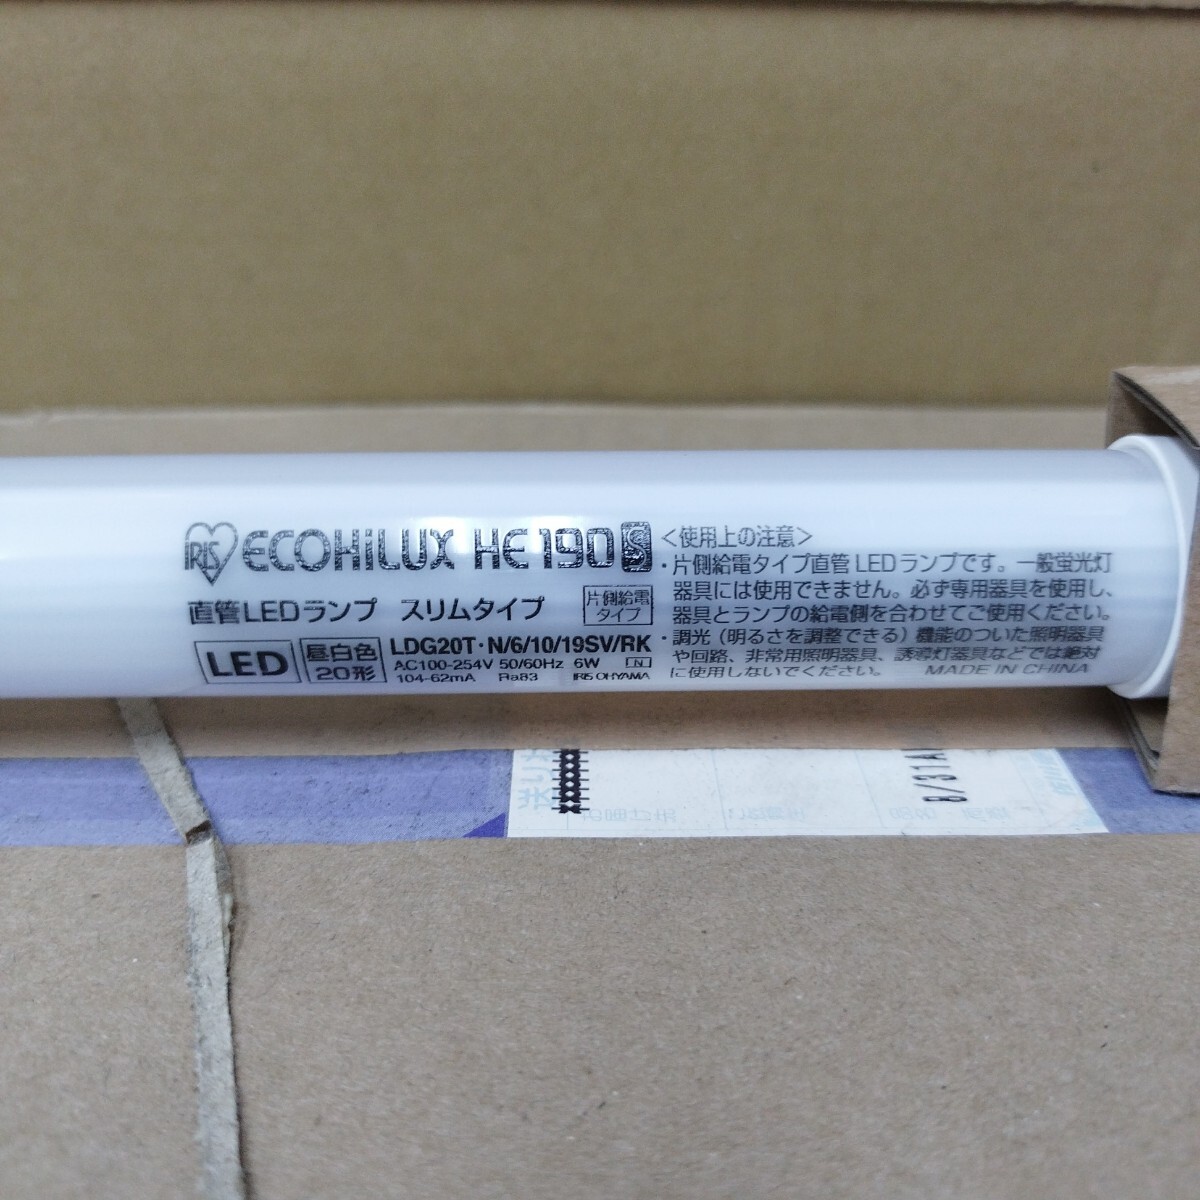 IRIS ECOHiLUX HE 190 S
直管LEDランプ スリムタイプ
片側給電
タイプ
LED
昼白色
20形
LDG20T・N/6/10/19SV/RK
AC100-254V 50/60Hz 6W N
104-62mA Ra83 IRIS OHYAMA
<使用上の注意>
・片側給電タイプ直管LEDランプです。一般蛍光灯
器具には使用できません。必ず専用器具を使用し、
器具とランプの給電側を合わせてご使用ください。
・調光(明るさを調整できる)機能のついた照明器具
や回路、非常用照明器具、誘導灯器具などでは絶対
に使用しないでください。 MADE IN CHINA